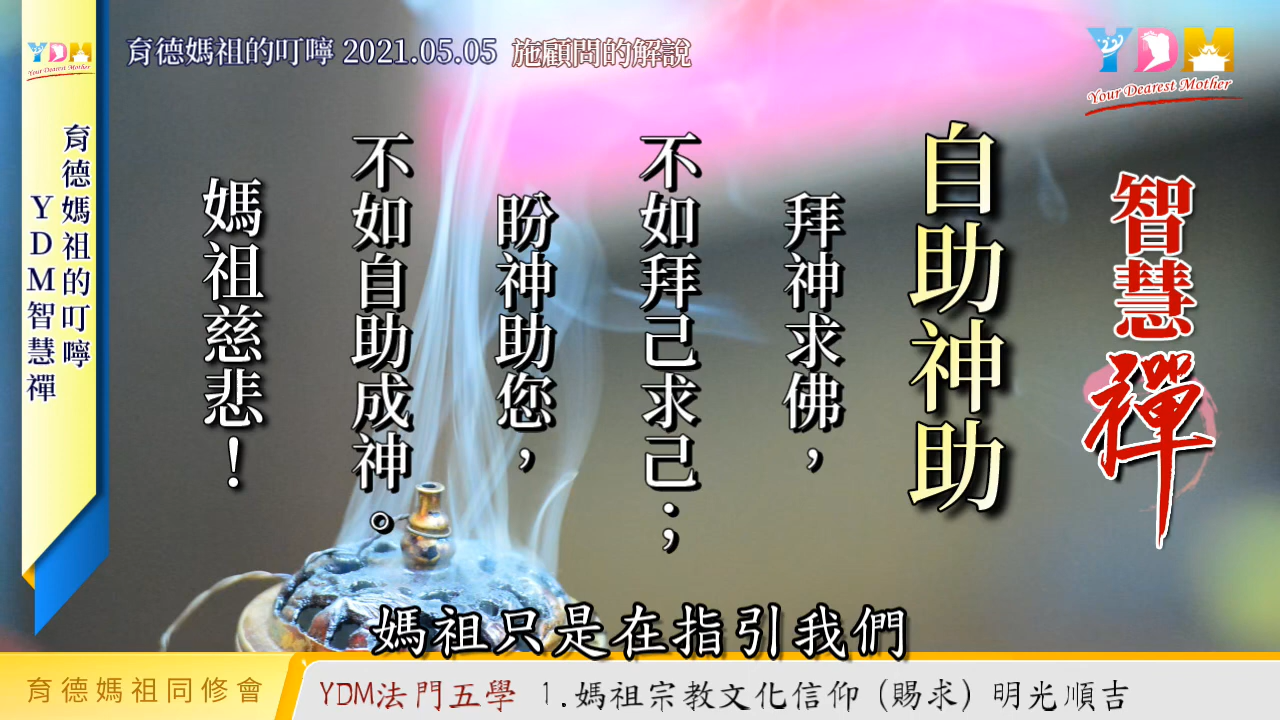 育德媽祖的叮嚀 2021.05.05 施顧問的解說
YDM
Your Dearest Mother
YDM
Your Dearest Mother
育德媽祖的叮嚀
YDM智慧禪
智慧禪
自助神助
拜神求佛，
不如拜己求己；
盼神助您，
不如自助成神。
媽祖慈悲！
媽祖只是在指引我們
育德媽祖同修會
YDM法門五學 1.媽祖宗教文化信仰（賜求）明光順吉